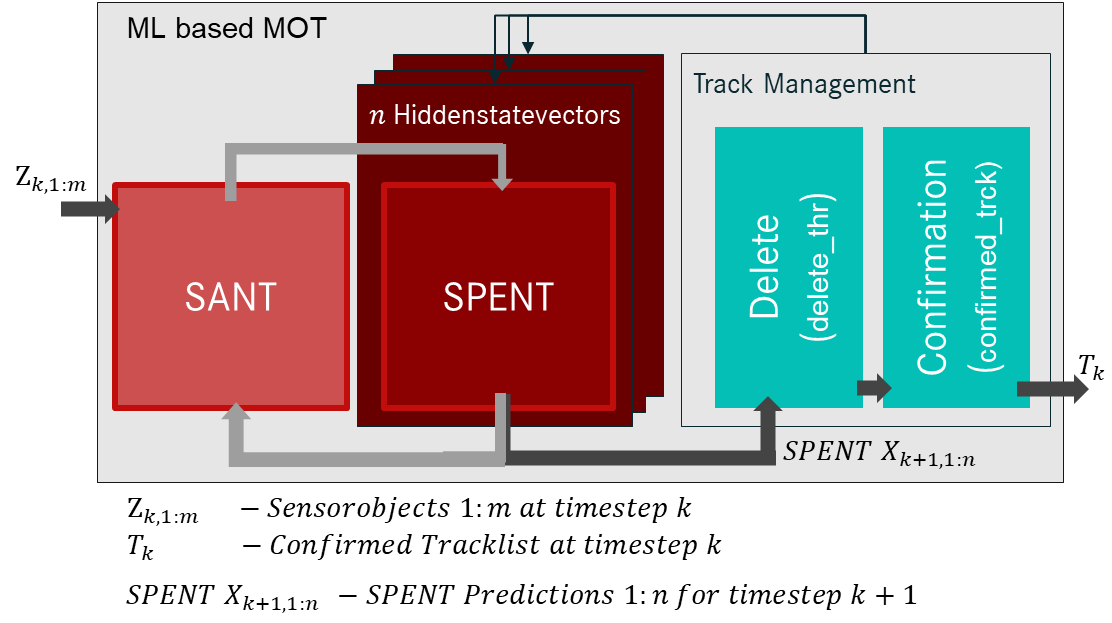 ML based MOT
n Hiddenstatevectors
Track Management
Z_{k,1:m}
SANT
SPENT
Delete
(delete_thr)
Confirmation
(confirmed_trck)
T_k
SPENT X_{k+1,1:n}
Z_{k,1:m} – Sensorobjects 1:m at timestep k
T_k – Confirmed Tracklist at timestep k
SPENT X_{k+1,1:n} – SPENT Predictions 1:n for timestep k + 1